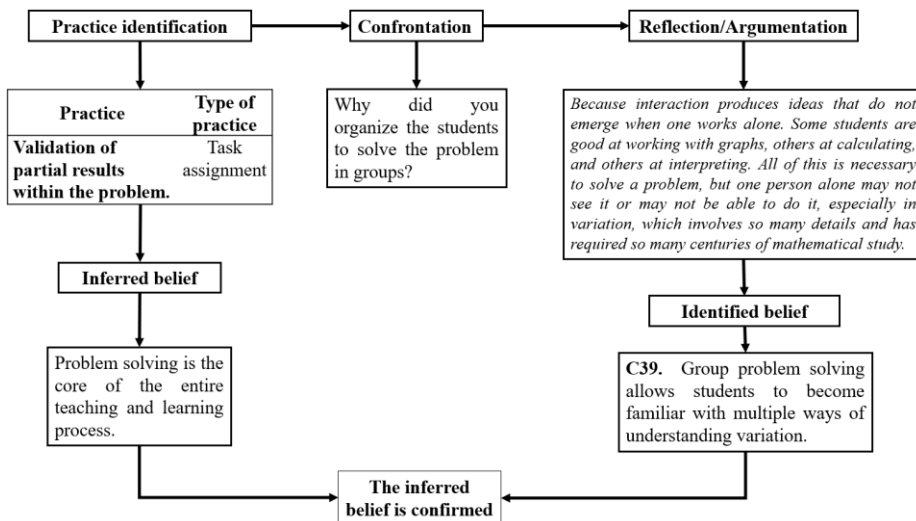 Practice identification
Confrontation
Reflection/Argumentation
Practice
Type of
practice
Validation of
partial results
within the problem.
Task
assignment
Why did you
organize the students
to solve the problem
in groups?
Because interaction produces ideas that do not
emerge when one works alone. Some students are
good at working with graphs, others at calculating,
and others at interpreting. All of this is necessary
to solve a problem, but one person alone may not
see it or may not be able to do it, especially in
variation, which involves so many details and has
required so many centuries of mathematical study.
Inferred belief
Identified belief
Problem solving is the
core of the entire
teaching and learning
process.
C39. Group problem solving
allows students to become
familiar with multiple ways of
understanding variation.
The inferred
belief is confirmed